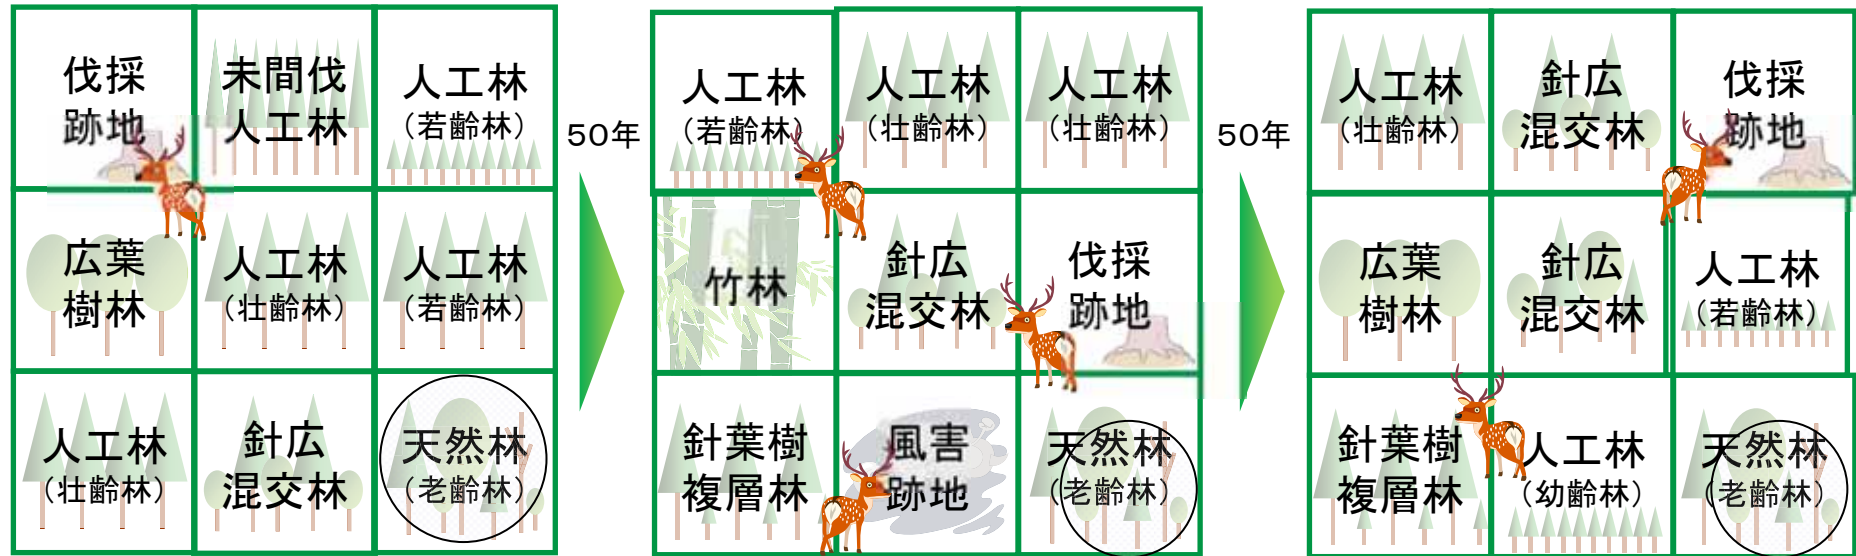 伐採
跡地
未間伐
人工林
人工林
（若齢林）
広葉
樹林
人工林
（壮齢林）
人工林
（若齢林）
人工林
（壮齢林）
針広
混交林
天然林
（老齢林）
50年
人工林
（若齢林）
人工林
（壮齢林）
人工林
（壮齢林）
竹林
針広
混交林
伐採
跡地
針葉樹
複層林
風害
跡地
天然林
（老齢林）
50年
人工林
（壮齢林）
針広
混交林
伐採
跡地
広葉
樹林
針広
混交林
人工林
（若齢林）
針葉樹
複層林
人工林
（幼齢林）
天然林
（老齢林）